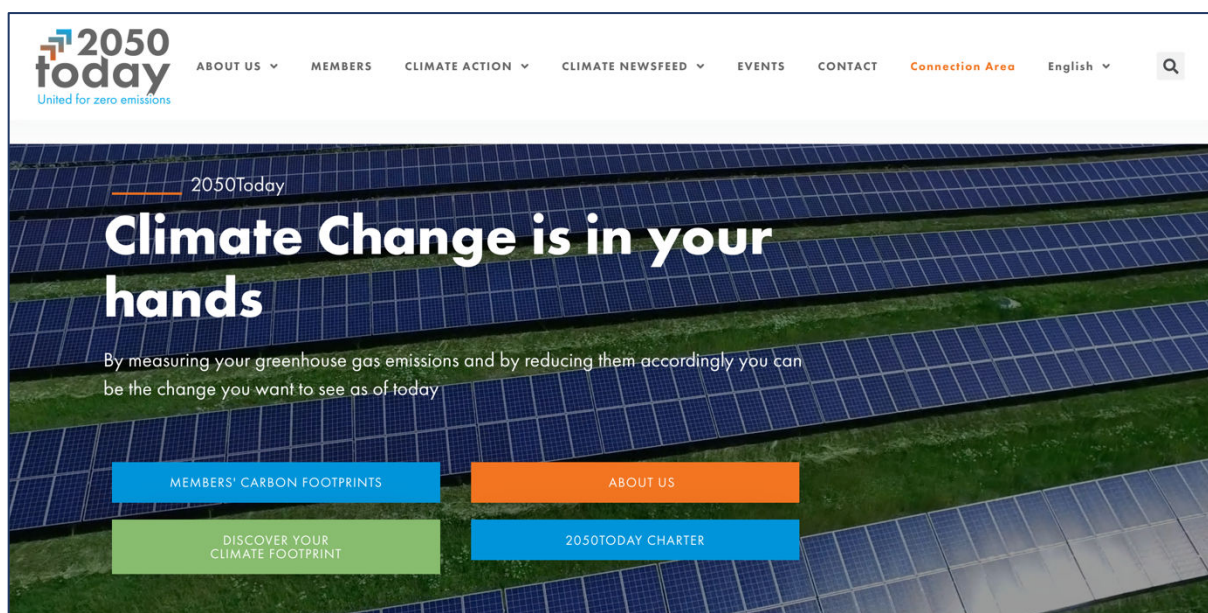 2050
today
United for zero emissions
ABOUT US MEMBERS CLIMATE ACTION CLIMATE NEWSFEED EVENTS CONTACT Connection Area English
2050Today
Climate Change is in your
hands
By measuring your greenhouse gas emissions and by reducing them accordingly you can
be the change you want to see as of today
MEMBERS' CARBON FOOTPRINTS
ABOUT US
DISCOVER YOUR
CLIMATE FOOTPRINT
2050TODAY CHARTER